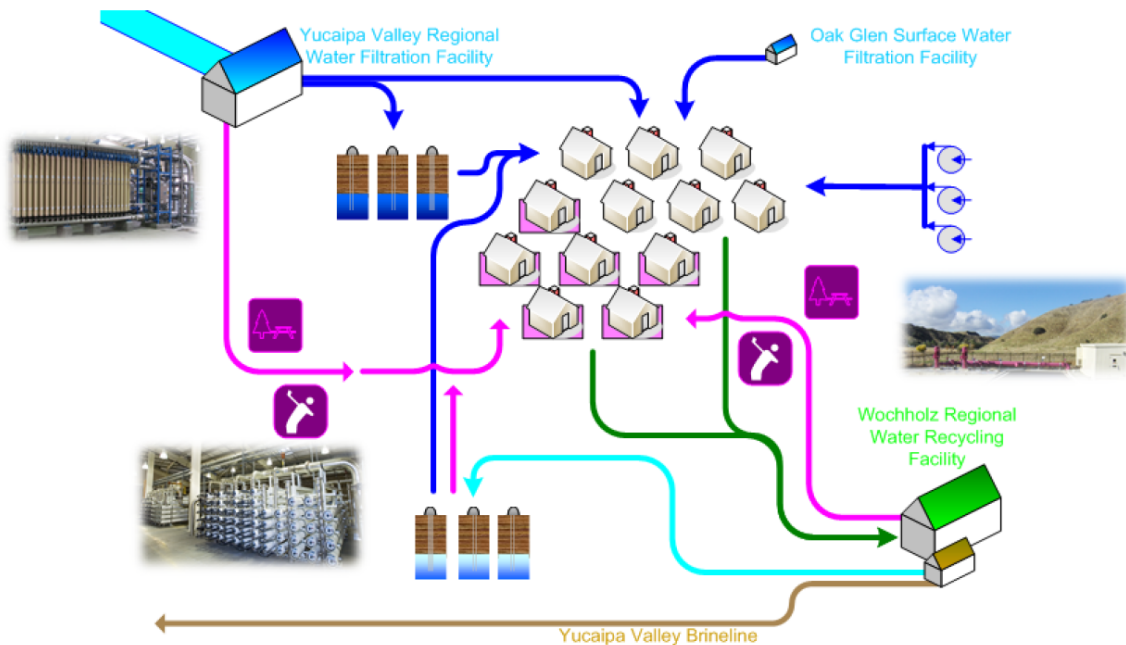 Yucaipa Valley Regional
Water Filtration Facility
Oak Glen Surface Water
Filtration Facility
Wochholz Regional
Water Recycling
Facility
Yucaipa Valley Brineline